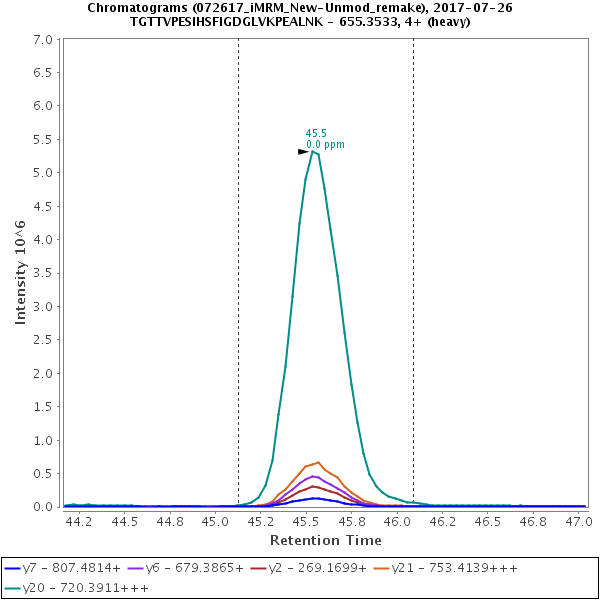 Chromatograms (072617_iMRM_New-Unmod_remake), 2017-07-26
TGTTVPESIHSFIGDGLVKPEALNK - 655.3533, 4+ (heavy)
7.0
6.5
6.0
5.5
5.0
4.5
4.0
3.5
3.0
2.5
2.0
1.5
1.0
0.5
0.0
Intensity 10^6
45.5
0.0 ppm
44.2 44.5 44.8 45.0 45.2 45.5 45.8 46.0 46.2 46.5 46.8 47.0
Retention Time
y7 - 807.4814+ y6 - 679.3865+ y2 - 269.1699+ y21 - 753.4139+++
y20 - 720.3911+++